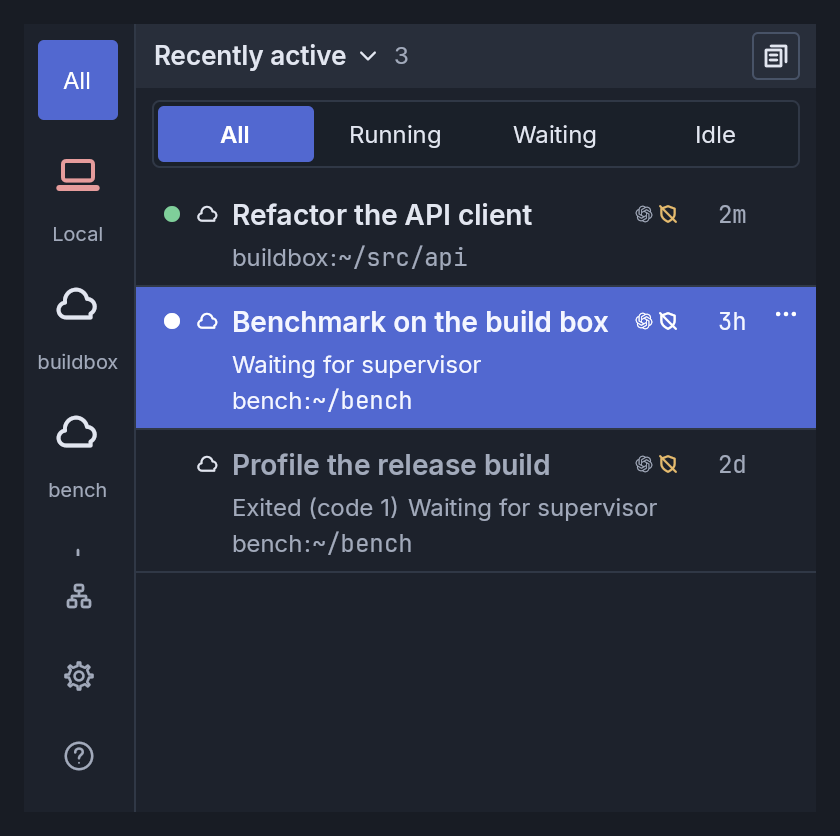 All
Local
buildbox
bench
Recently active 3
All Running Waiting Idle
Refactor the API client 2m
buildbox:~/src/api
Benchmark on the build box 3h
Waiting for supervisor
bench:~/bench
Profile the release build 2d
Exited (code 1) Waiting for supervisor
bench:~/bench